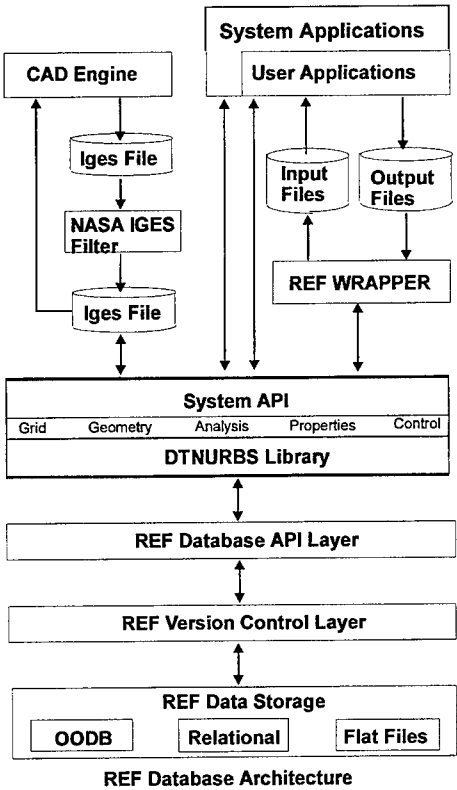 System Applications
User Applications
CAD Engine
Iges File
Input
Files
Output
Files
NASA IGES
Filter
REF WRAPPER
Iges File
System API
Grid Geometry Analysis Properties Control
DTNURBS Library
REF Database API Layer
REF Version Control Layer
REF Data Storage
OODB Relational Flat Files
REF Database Architecture